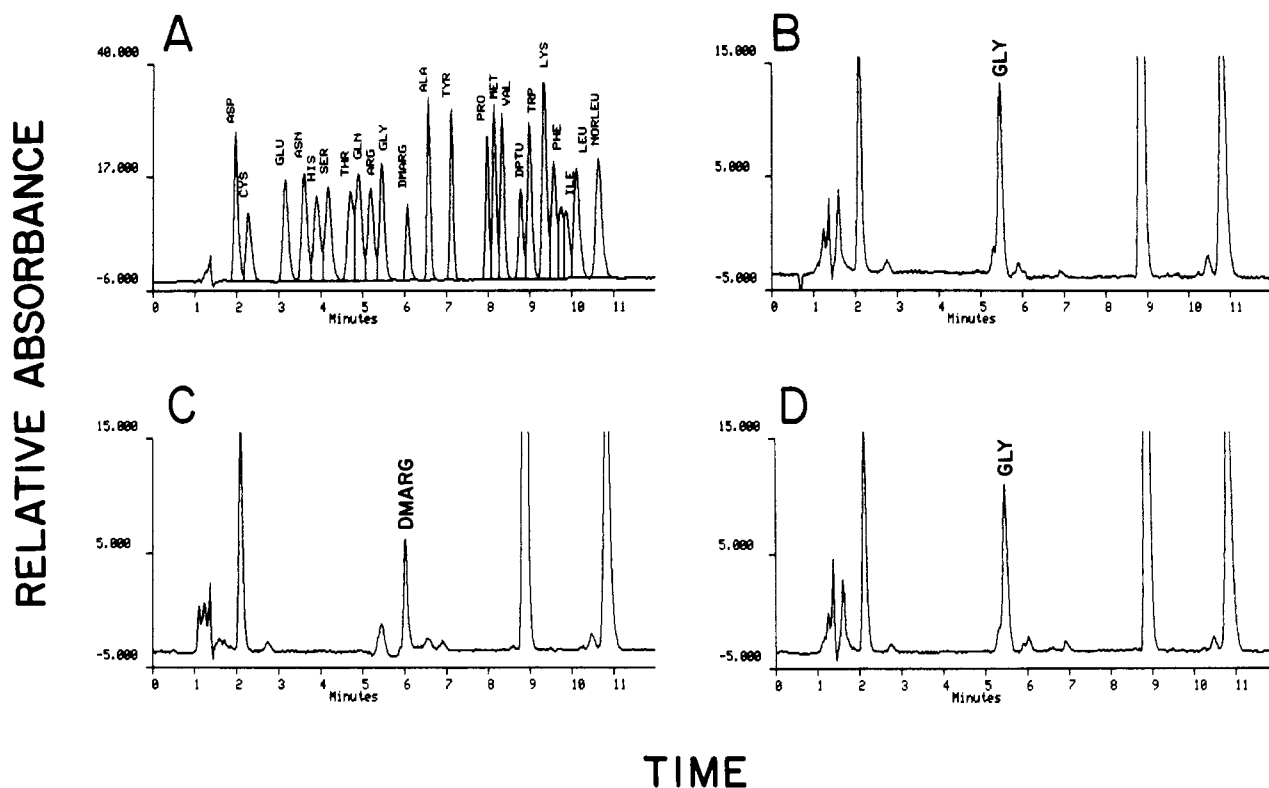 RELATIVE ABSORBANCE
A
40.000
17.000
-6.000
ASP
CYS
GLU
ASN
HIS
SER
THR
GLN
ARG
GLY
DMARG
ALA
TYR
PRO
MET
VAL
DPTU
TRP
LYS
PHE
ILE
LEU
NORLEU
0 1 2 3 4 5 6 7 8 9 10 11
Minutes
B
15.000
5.000
-5.000
GLY
0 1 2 3 4 5 6 7 8 9 10 11
Minutes
C
15.000
5.000
-5.000
DMARG
0 1 2 3 4 5 6 7 8 9 10 11
Minutes
D
15.000
5.000
-5.000
GLY
0 1 2 3 4 5 6 7 8 9 10 11
Minutes
TIME